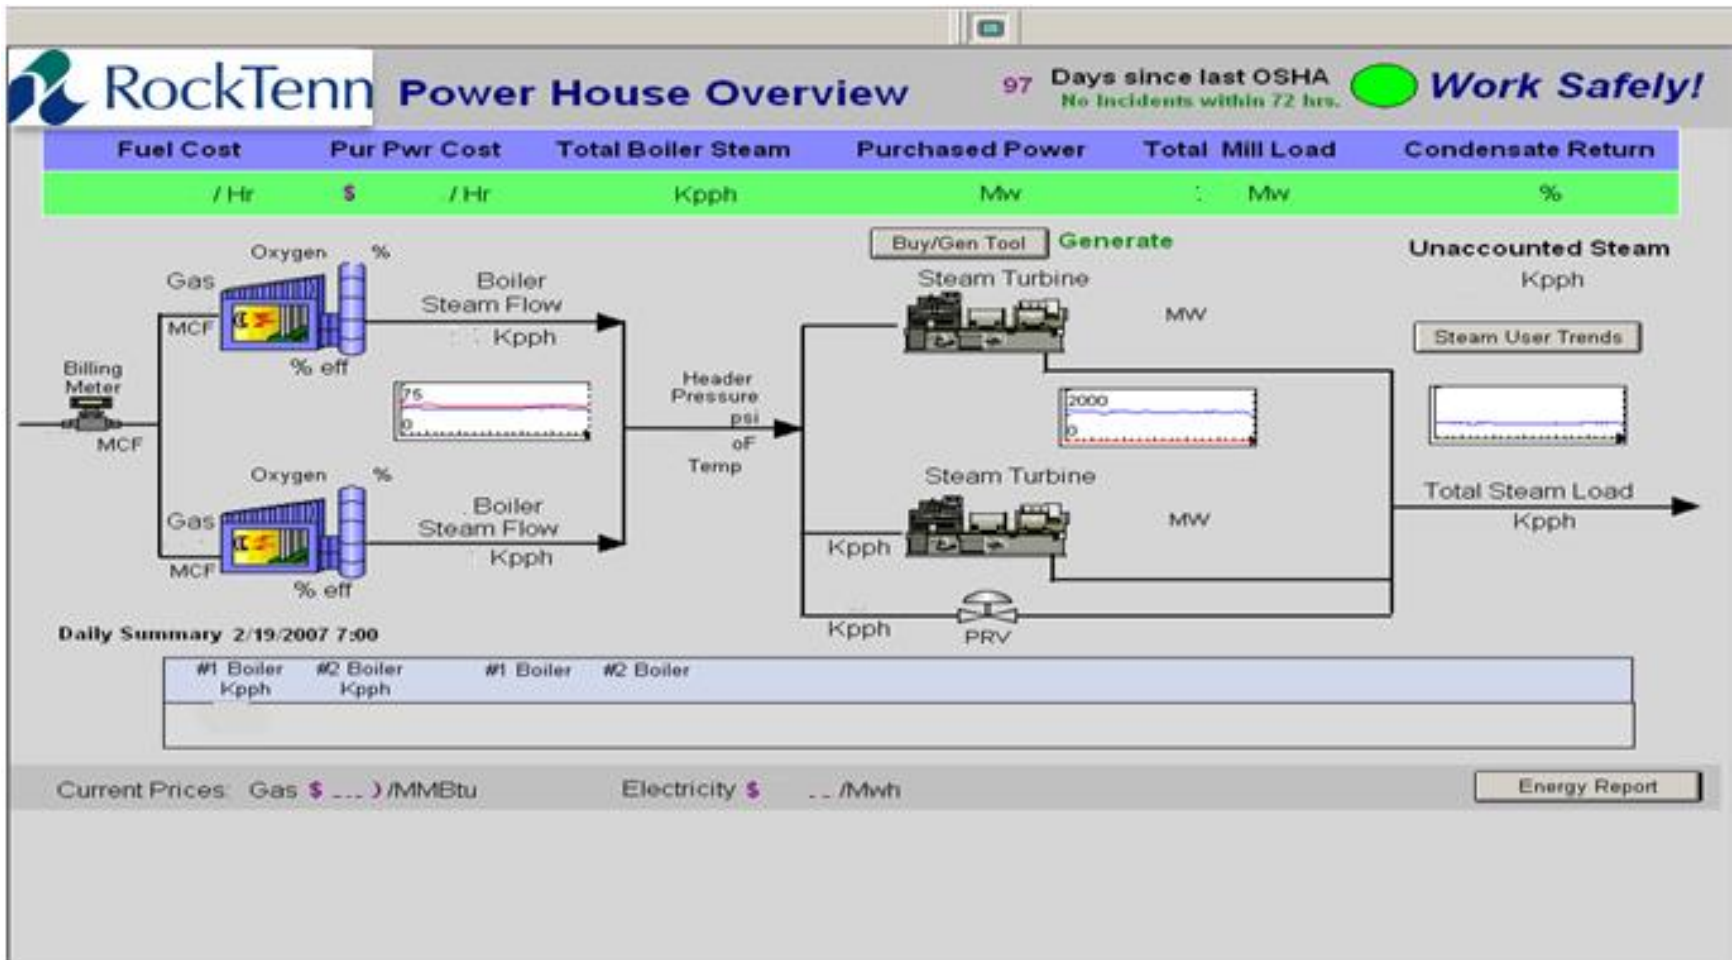 RockTenn
Power House Overview
97 Days since last OSHA
No Incidents within 72 hrs.
Work Safely!
Fuel Cost Pur Pwr Cost Total Boiler Steam Purchased Power Total Mill Load Condensate Return
/ Hr $ / Hr Kpph Mw Mw %
Buy/Gen Tool Generate
Unaccounted Steam
Kpph
Steam User Trends
Oxygen %
Gas
MCF
% eff
Boiler
Steam Flow
Kpph
Billing
Meter
MCF
75
0
Header
Pressure
psi
oF
Temp
Steam Turbine
MW
2000
0
Oxygen %
Gas
MCF
% eff
Boiler
Steam Flow
Kpph
Steam Turbine
MW
Kpph
Kpph
PRV
Total Steam Load
Kpph
Daily Summary 2/19/2007 7:00
#1 Boiler #2 Boiler #1 Boiler #2 Boiler
Kpph Kpph
Current Prices: Gas $ /MMBtu Electricity $ /Mwh
Energy Report